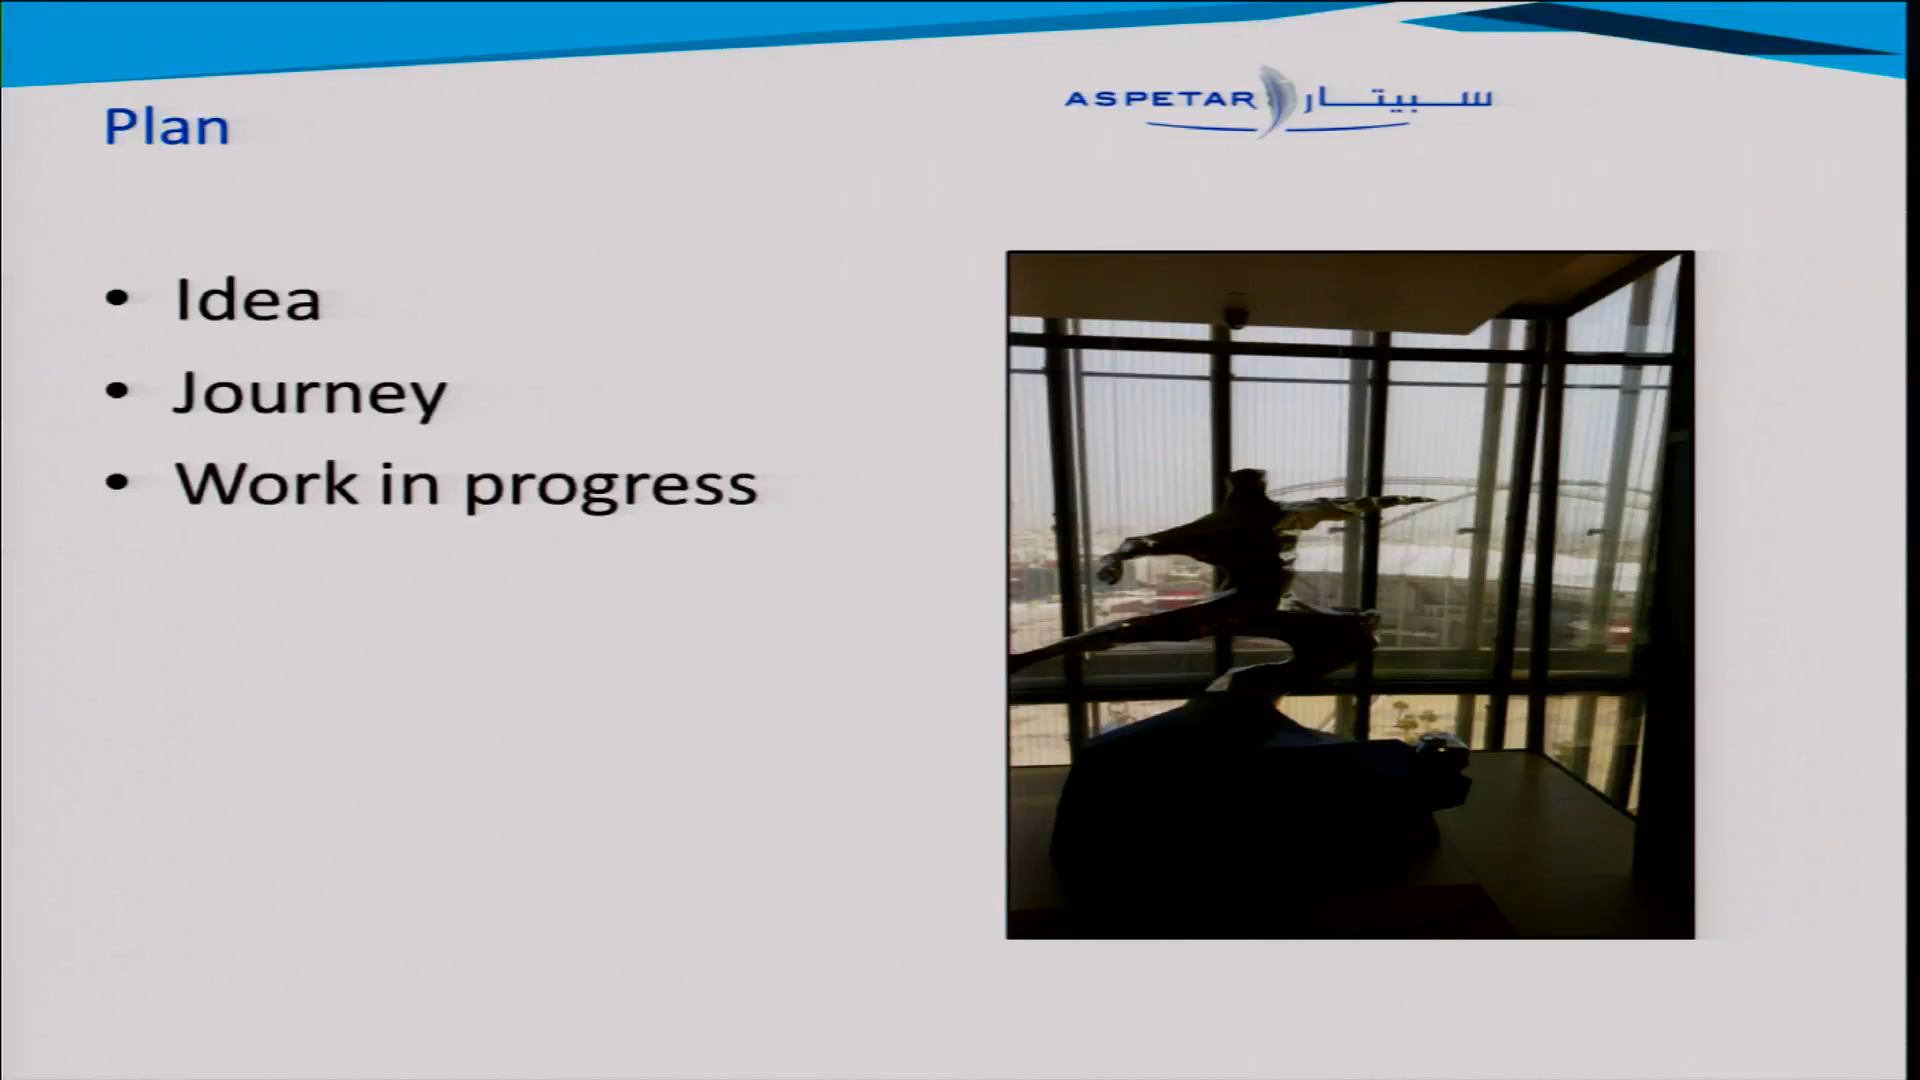 Plan
ASPETAR سبيتار
• Idea
• Journey
• Work in progress